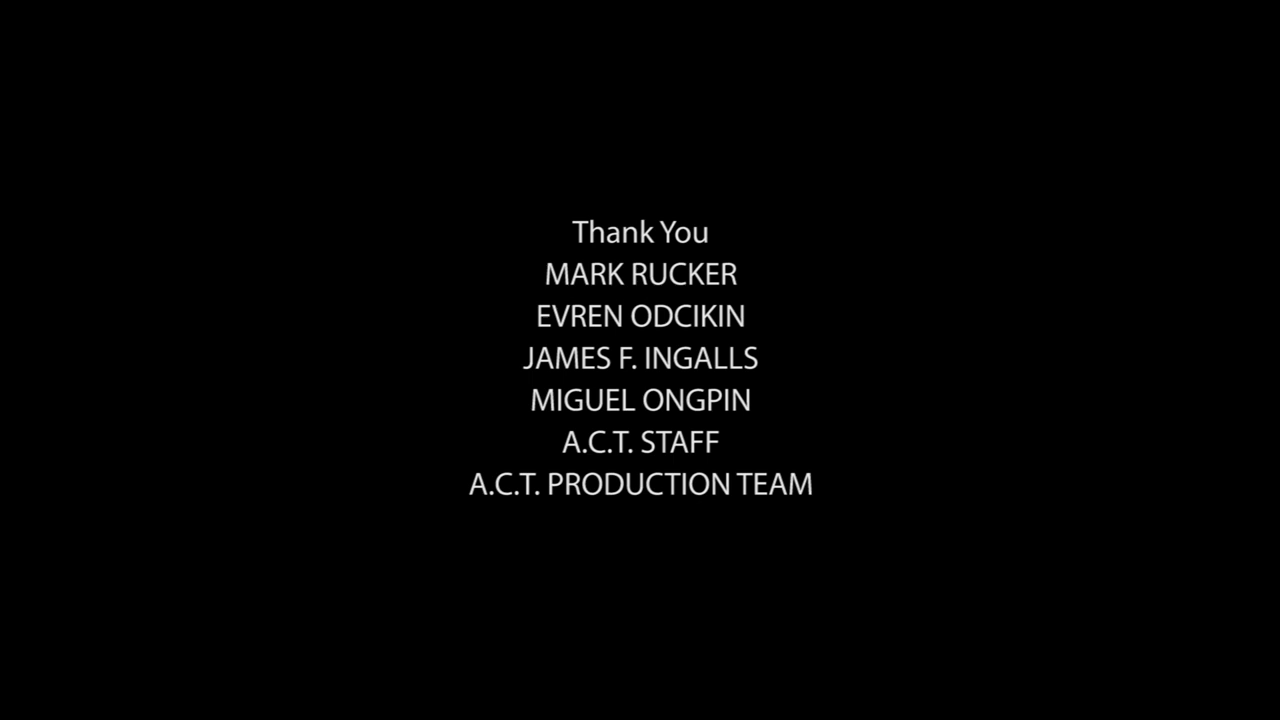 Thank You
MARK RUCKER
EVREN ODCIKIN
JAMES F. INGALLS
MIGUEL ONGPIN
A.C.T. STAFF
A.C.T. PRODUCTION TEAM